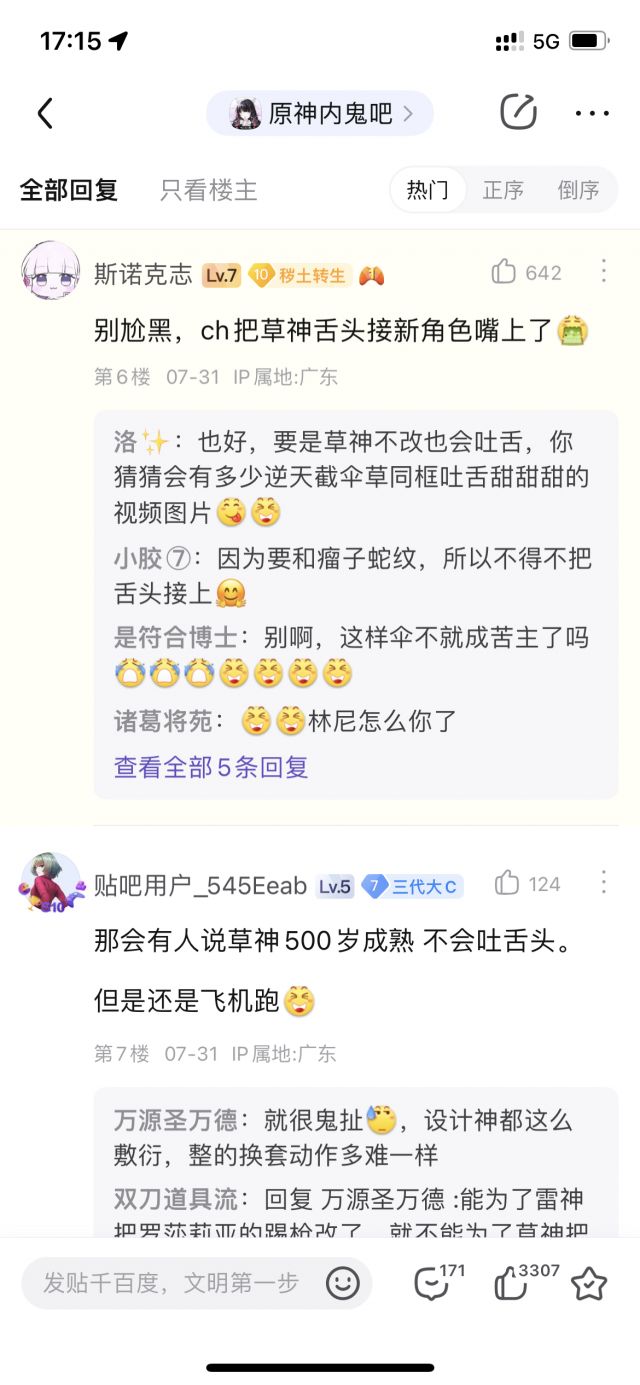 17:15
5G
原神内鬼吧
全部回复
只看楼主
热门
正序
倒序
斯诺克志 Lv.7 10 秽土转生
642
别尬黑，ch把草神舌头接新角色嘴上了
第6楼 07-31 IP属地:广东
洛✨：也好，要是草神不改也会吐舌，你
猜猜会有多少逆天截伞草同框吐舌甜甜甜的
视频图片
小胶⑦：因为要和瘤子蛇纹，所以不得不把
舌头接上
是符合博士：别啊，这样伞不就成苦主了吗
诸葛将苑：林尼怎么你了
查看全部5条回复
贴吧用户_545Eeab Lv.5 7 三代大C
124
S10
那会有人说草神500岁成熟 不会吐舌头。
但是还是飞机跑
第7楼 07-31 IP属地:广东
万源圣万德：就很鬼扯，设计神都这么
敷衍，整的换套动作多难一样
双刀道具流：回复 万源圣万德 :能为了雷神
把罗莎莉亚的踢枪改了，就不能为了草神把
发贴千百度，文明第一步
171
3307